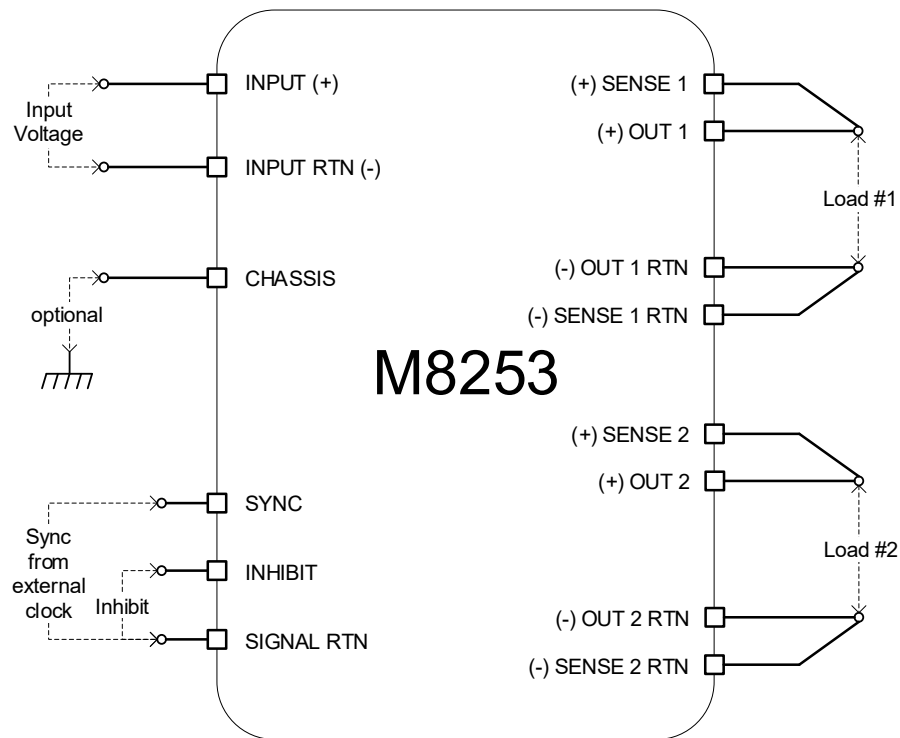 INPUT (+)
Input
Voltage
INPUT RTN (-)
CHASSIS
optional
M8253
SYNC
Sync
from
external
clock
INHIBIT
Inhibit
SIGNAL RTN
(+) SENSE 1
(+) OUT 1
Load #1
(-) OUT 1 RTN
(-) SENSE 1 RTN
(+) SENSE 2
(+) OUT 2
Load #2
(-) OUT 2 RTN
(-) SENSE 2 RTN